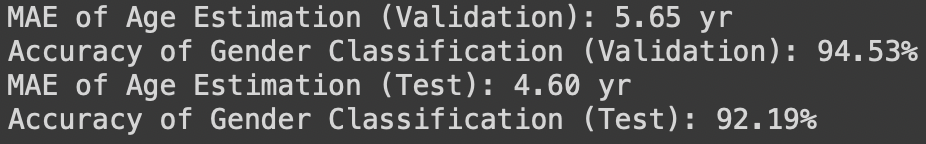 MAE of Age Estimation (Validation): 5.65 yr
Accuracy of Gender Classification (Validation): 94.53%
MAE of Age Estimation (Test): 4.60 yr
Accuracy of Gender Classification (Test): 92.19%